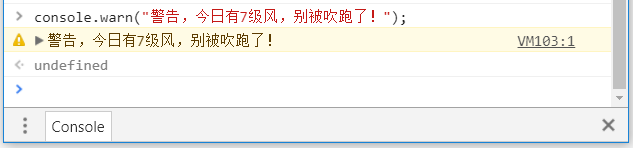 console.warn("警告，今日有7级风，别被吹跑了！");
警告，今日有7级风，别被吹跑了！ VM103:1
undefined
Console